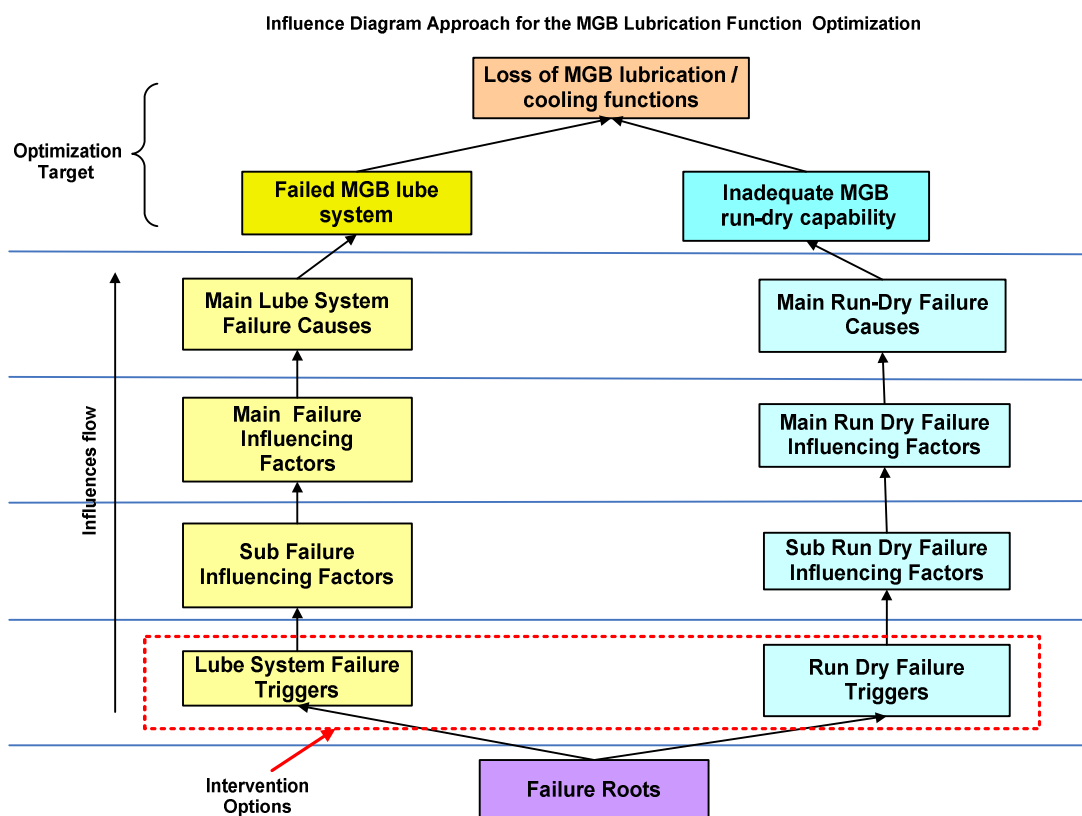 Influence Diagram Approach for the MGB Lubrication Function Optimization
Loss of MGB lubrication /
cooling functions
Optimization
Target
Failed MGB lube
system
Inadequate MGB
run-dry capability
Main Lube System
Failure Causes
Main Run-Dry Failure
Causes
Influences flow
Main Failure
Influencing
Factors
Main Run Dry Failure
Influencing Factors
Sub Failure
Influencing Factors
Sub Run Dry Failure
Influencing Factors
Lube System Failure
Triggers
Run Dry Failure
Triggers
Intervention
Options
Failure Roots